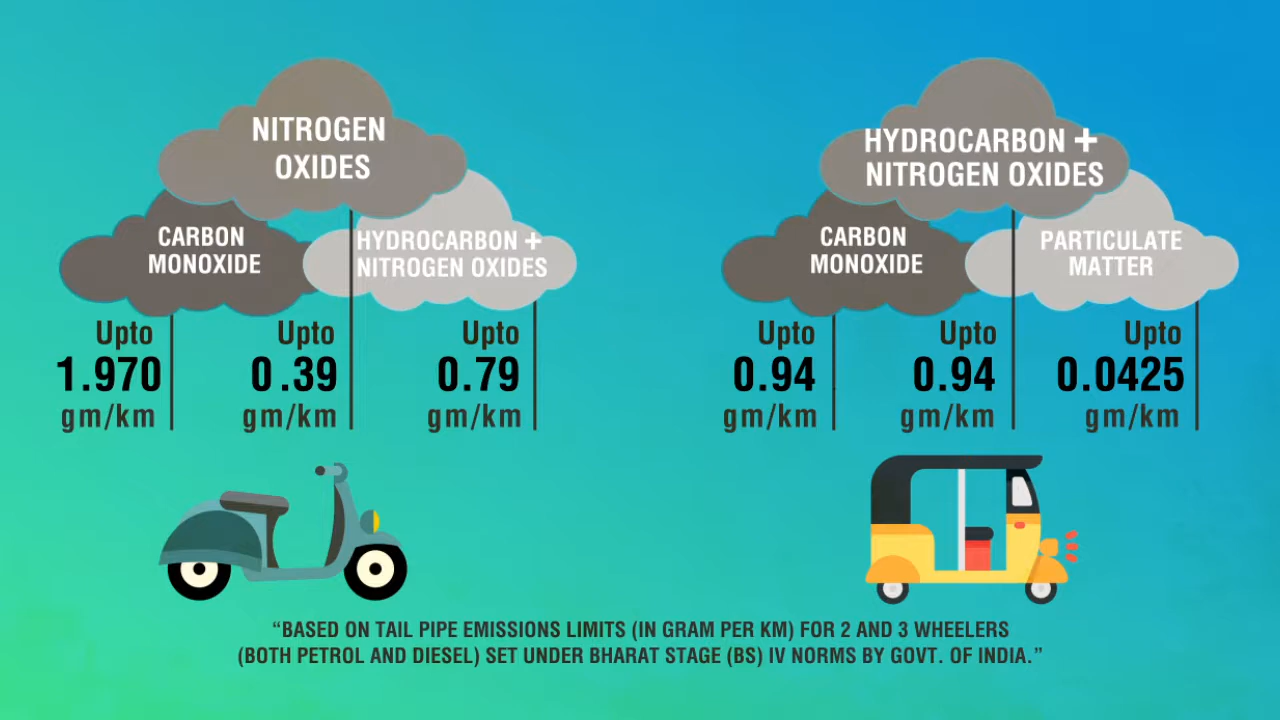 NITROGEN
OXIDES
CARBON
MONOXIDE
HYDROCARBON +
NITROGEN OXIDES
Upto
1.970
gm/km
Upto
0.39
gm/km
Upto
0.79
gm/km
HYDROCARBON +
NITROGEN OXIDES
CARBON
MONOXIDE
PARTICULATE
MATTER
Upto
0.94
gm/km
Upto
0.94
gm/km
Upto
0.0425
gm/km
“BASED ON TAIL PIPE EMISSIONS LIMITS (IN GRAM PER KM) FOR 2 AND 3 WHEELERS
(BOTH PETROL AND DIESEL) SET UNDER BHARAT STAGE (BS) IV NORMS BY GOVT. OF INDIA.”